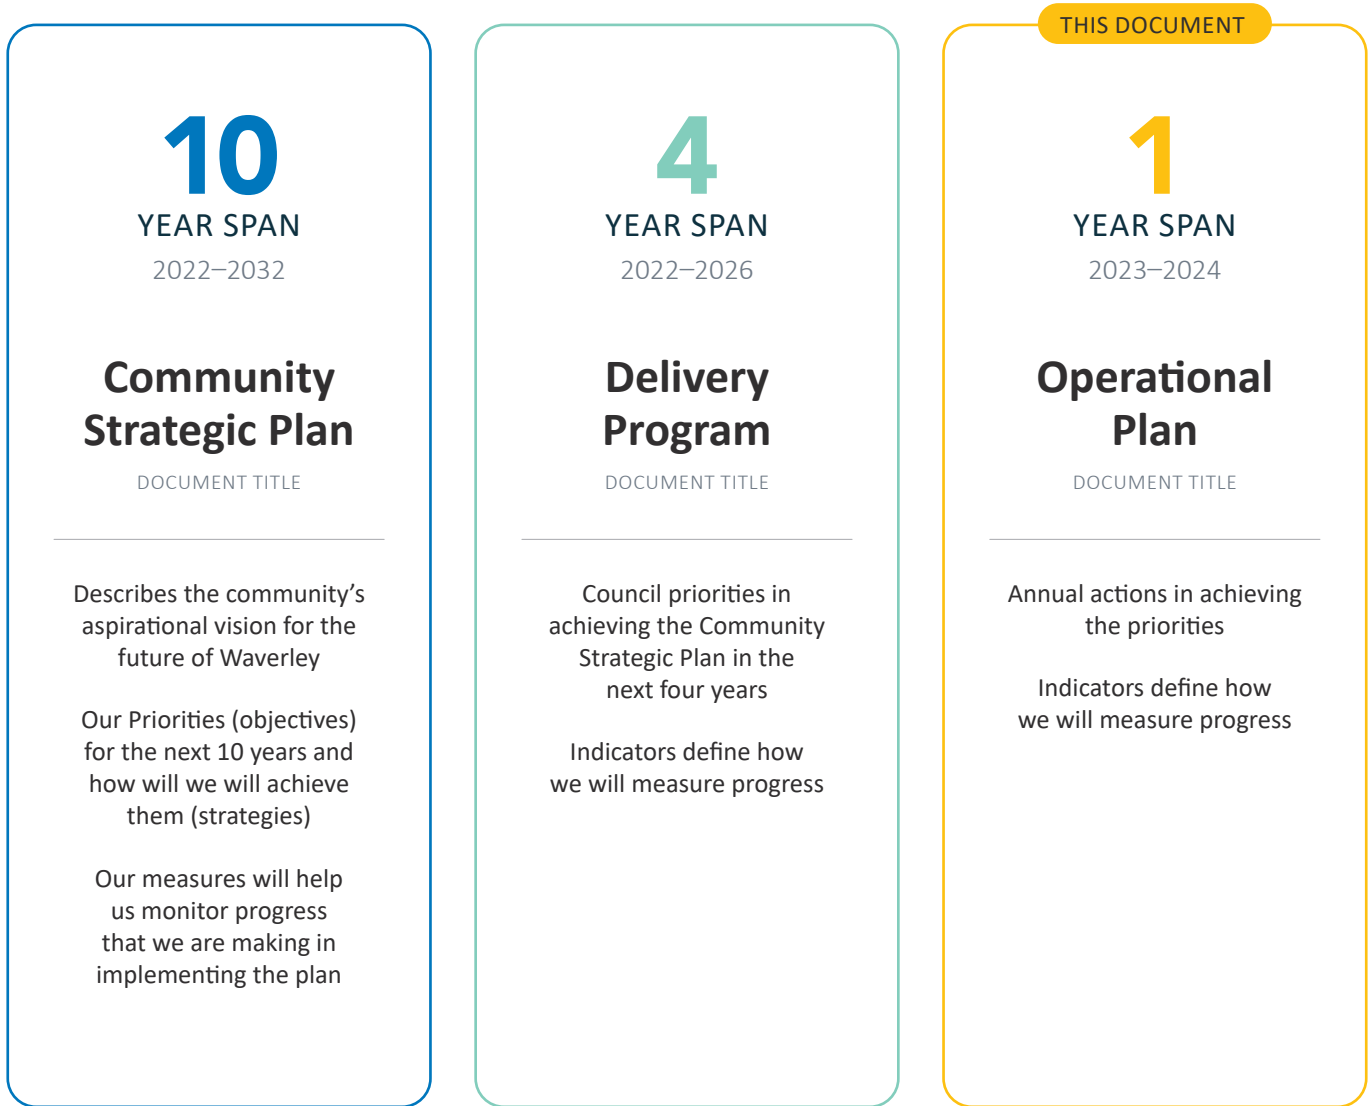 10
YEAR SPAN
2022–2032
Community
Strategic Plan
DOCUMENT TITLE
Describes the community’s
aspirational vision for the
future of Waverley
Our Priorities (objectives)
for the next 10 years and
how will we will achieve
them (strategies)
Our measures will help
us monitor progress
that we are making in
implementing the plan
4
YEAR SPAN
2022–2026
Delivery
Program
DOCUMENT TITLE
Council priorities in
achieving the Community
Strategic Plan in the
next four years
Indicators define how
we will measure progress
THIS DOCUMENT
1
YEAR SPAN
2023–2024
Operational
Plan
DOCUMENT TITLE
Annual actions in achieving
the priorities
Indicators define how
we will measure progress